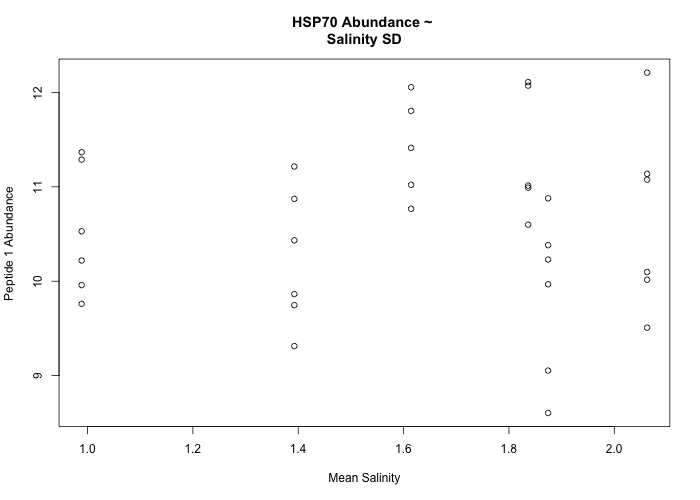 HSP70 Abundance ~
Salinity SD
12
11
10
9
Peptide 1 Abundance
1.0 1.2 1.4 1.6 1.8 2.0
Mean Salinity